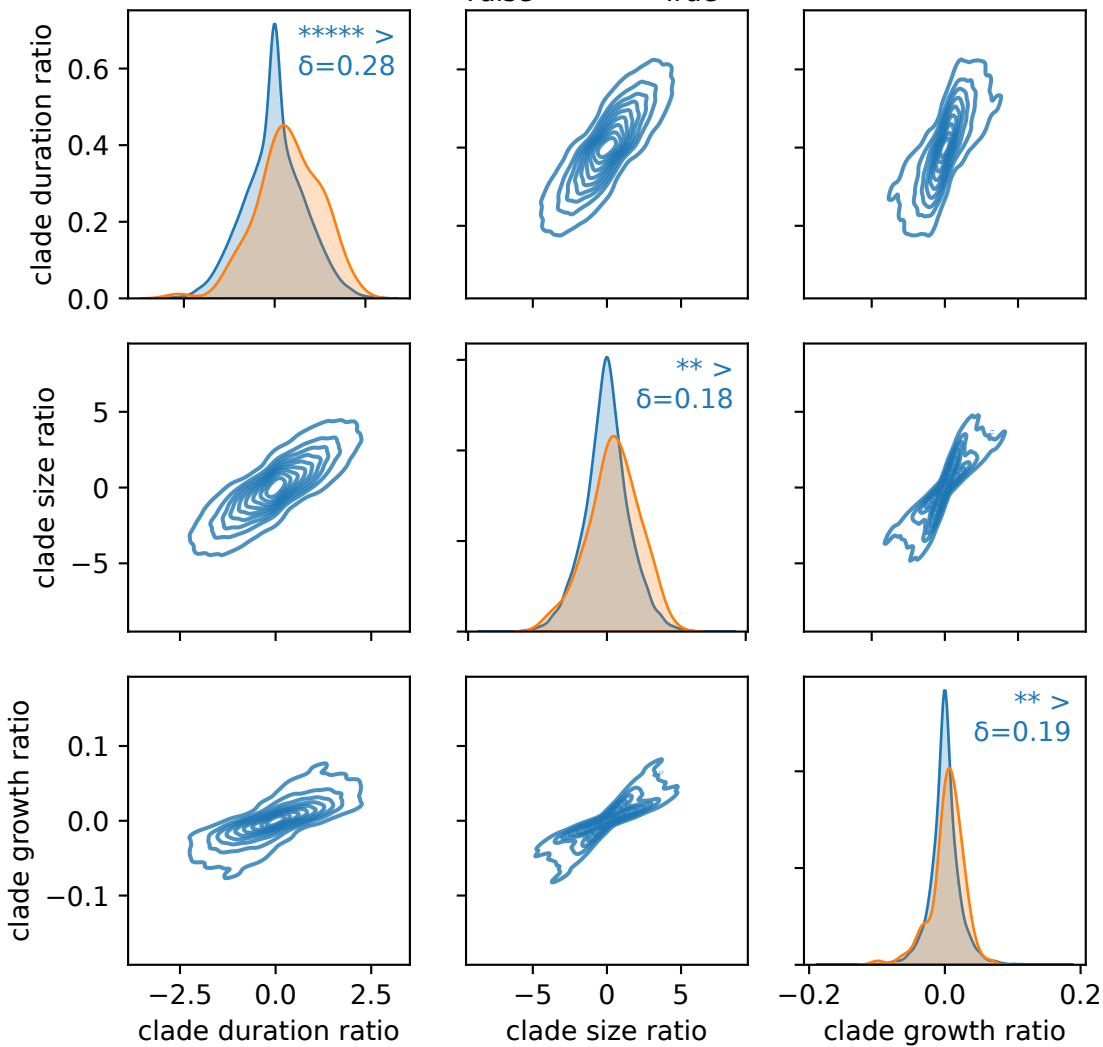 ***** >
δ=0.28
clade duration ratio
0.6
0.4
0.2
0.0
** >
δ=0.18
clade size ratio
5
0
−5
** >
δ=0.19
clade growth ratio
0.1
0.0
−0.1
−2.5 0.0 2.5 −5 0 5 −0.2 0.0 0.2
clade duration ratio clade size ratio clade growth ratio